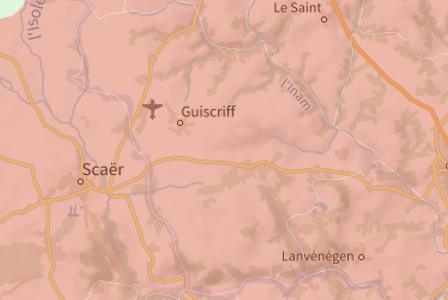 Le Saint
l'Isole
l'Inam
Guiscriff
Scaër
Lanvénégen